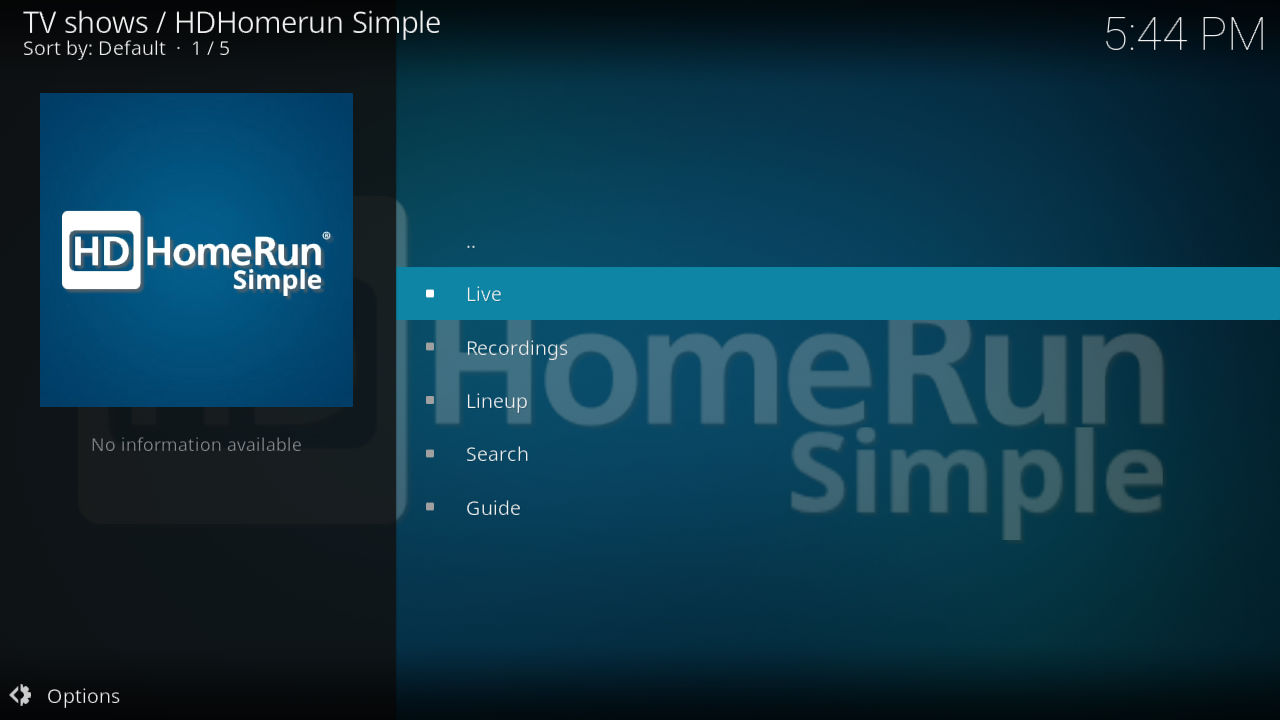 TV shows / HDHomerun Simple
Sort by: Default · 1 / 5
5:44 PM
HD HomeRun®
Simple
No information available
..
Live
Recordings
Lineup
Search
Guide
HD HomeRun
Simple
Options